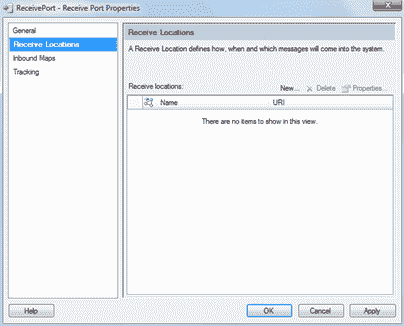 ReceivePort - Receive Port Properties
General
Receive Locations
Inbound Maps
Tracking
Receive Locations
A Receive Location defines how, when and which messages will come into the system.
Receive locations:
New... Delete Properties...
Name URI
There are no items to show in this view.
Help OK Cancel Apply